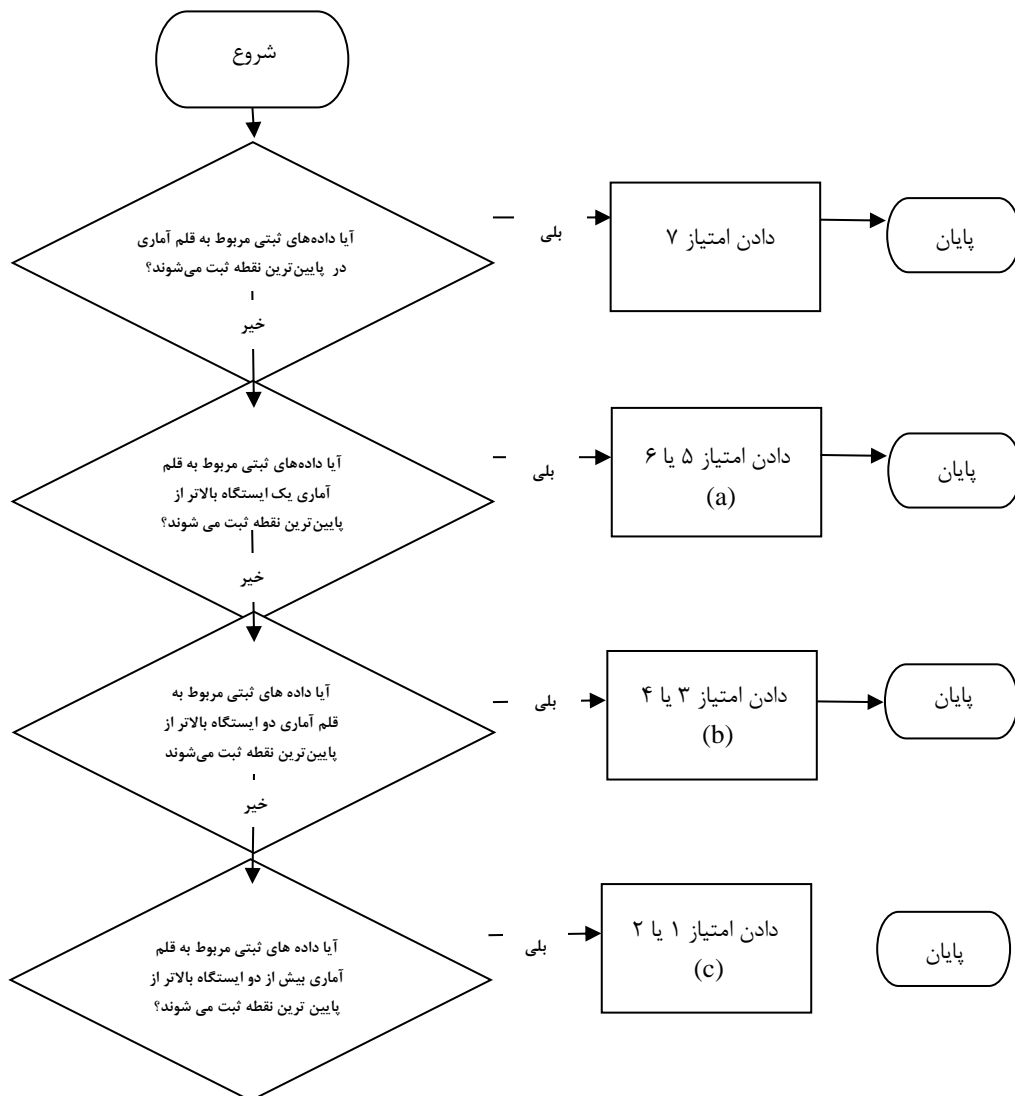 شروع
آیا داده‌های ثبتی مربوط به قلم آماری
در پایین‌ترین نقطه ثبت می‌شوند؟
بلی
دادن امتیاز ۷
پایان
خیر
آیا داده‌های ثبتی مربوط به قلم
آماری یک ایستگاه بالاتر از
پایین‌ترین نقطه ثبت می شوند؟
بلی
دادن امتیاز ۵ یا ۶
(a)
پایان
خیر
آیا داده های ثبتی مربوط به
قلم آماری دو ایستگاه بالاتر از
پایین‌ترین نقطه ثبت می‌شوند
بلی
دادن امتیاز ۳ یا ۴
(b)
پایان
خیر
آیا داده های ثبتی مربوط به قلم
آماری بیش از دو ایستگاه بالاتر از
پایین ترین نقطه ثبت می شوند؟
بلی
دادن امتیاز ۱ یا ۲
(c)
پایان